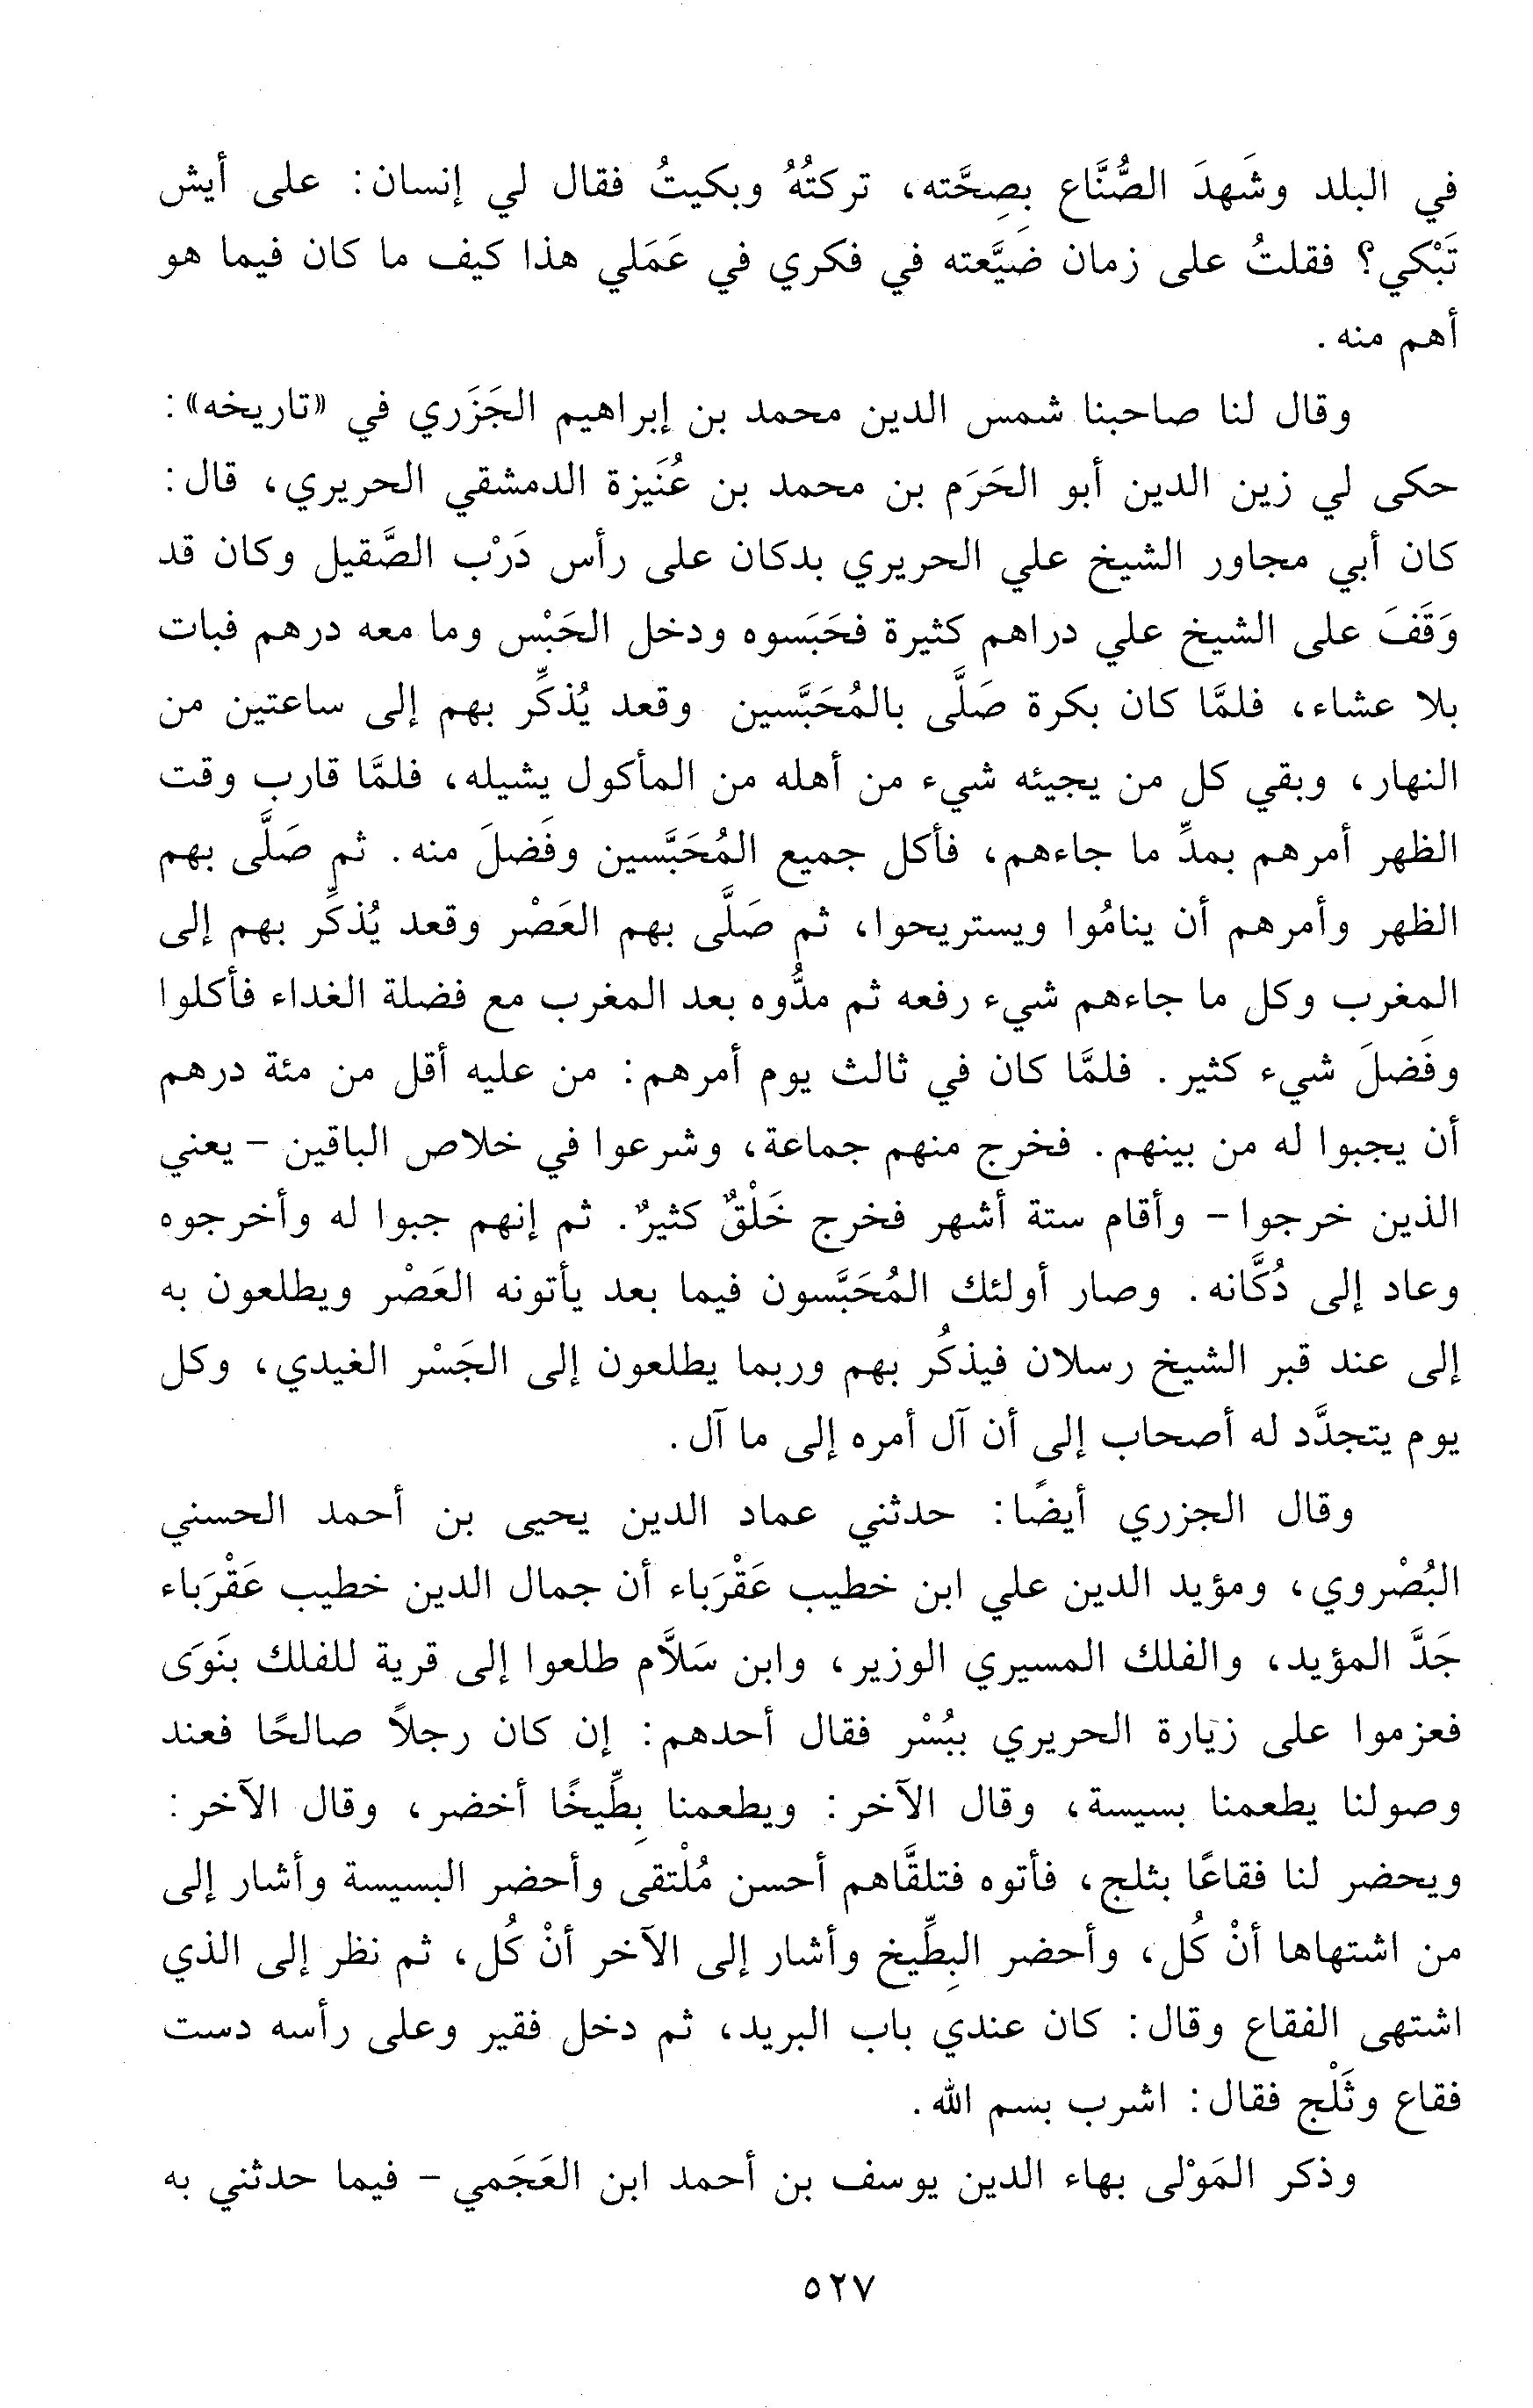 في البلد وشَهدَ الصُّنَّاع بِصِحَّته، تركتُهُ وبكيتُ فقال لي إنسان: على أيش
تَبْكي؟ فقلتُ على زمان ضيَّعته في فكري في عَمَلي هذا كيف ما كان فيما هو
أهم منه.
وقال لنا صاحبنا شمس الدين محمد بن إبراهيم الجَزَري في «تاريخه»:
حكى لي زين الدين أبو الحَرَم بن محمد بن عُنَيزة الدمشقي الحريري، قال:
كان أبي مجاور الشيخ علي الحريري بدكان على رأس دَرْب الصَّقيل وكان قد
وَقَفَ على الشيخ علي دراهم كثيرة فحَبَسوه ودخل الحَبْس وما معه درهم فبات
بلا عشاء، فلمَّا كان بكرة صَلَّى بالمُحَبَّسين وقعد يُذكِّر بهم إلى ساعتين من
النهار، وبقي كل من يجيئه شيء من أهله من المأكول يشيله، فلمَّا قارب وقت
الظهر أمرهم بمدِّ ما جاءهم، فأكل جميع المُحَبَّسين وفَضلَ منه. ثم صَلَّى بهم
الظهر وأمرهم أن ينامُوا ويستريحوا، ثم صَلَّى بهم العَصْر وقعد يُذكِّر بهم إلى
المغرب وكل ما جاءهم شيء رفعه ثم مدُّوه بعد المغرب مع فضلة الغداء فأكلوا
وفَضلَ شيء كثير. فلمَّا كان في ثالث يوم أمرهم: من عليه أقل من مئة درهم
أن يجبوا له من بينهم. فخرج منهم جماعة، وشرعوا في خلاص الباقين - يعني
الذين خرجوا - وأقام ستة أشهر فخرج خَلْقٌ كثيرٌ. ثم إنهم جبوا له وأخرجوه
وعاد إلى دُكَّانه. وصار أولئك المُحَبَّسون فيما بعد يأتونه العَصْر ويطلعون به
إلى عند قبر الشيخ رسلان فيذكُر بهم وربما يطلعون إلى الجَسْر الغيدي، وكل
يوم يتجدَّد له أصحاب إلى أن آل أمره إلى ما آل.
وقال الجزري أيضًا: حدثني عماد الدين يحيى بن أحمد الحسني
البُصْروي، ومؤيد الدين علي ابن خطيب عَقْرَباء أن جمال الدين خطيب عَقْرَباء
جَدَّ المؤيد، والفلك المسيري الوزير، وابن سَلاَّم طلعوا إلى قرية للفلك بنَوَى
فعزموا على زيارة الحريري ببُسْر فقال أحدهم: إن كان رجلاً صالحًا فعند
وصولنا يطعمنا بسيسة، وقال الآخر: ويطعمنا بِطِّيخًا أخضر، وقال الآخر:
ويحضر لنا فقاعًا بثلج، فأتوه فتلقَّاهم أحسن مُلْتقى وأحضر البسيسة وأشار إلى
من اشتهاها أنْ كُل، وأحضر البِطِّيخ وأشار إلى الآخر أنْ كُل، ثم نظر إلى الذي
اشتهى الفقاع وقال: كان عندي باب البريد، ثم دخل فقير وعلى رأسه دست
فقاع وثَلْج فقال: اشرب بسم الله.
وذكر المَوْلى بهاء الدين يوسف بن أحمد ابن العَجَمي - فيما حدثني به
٥٢٧